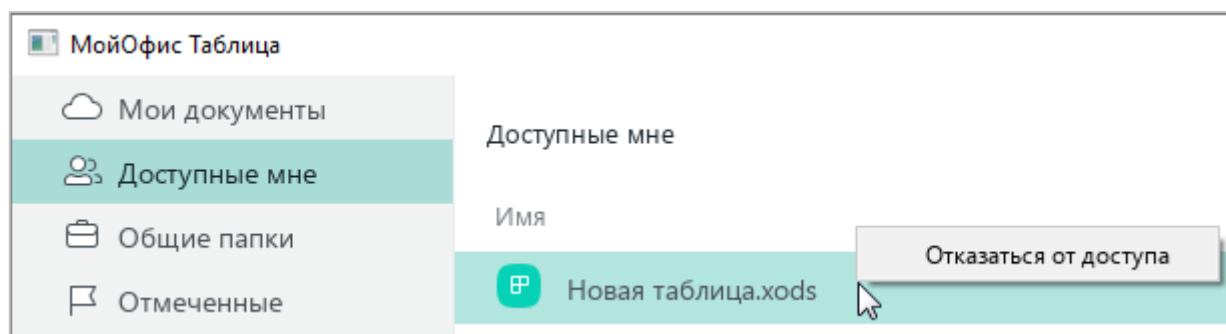 МойОфис Таблица
Мои документы
Доступные мне
Общие папки
Отмеченные
Доступные мне
Имя
Отказаться от доступа
Новая таблица.xods